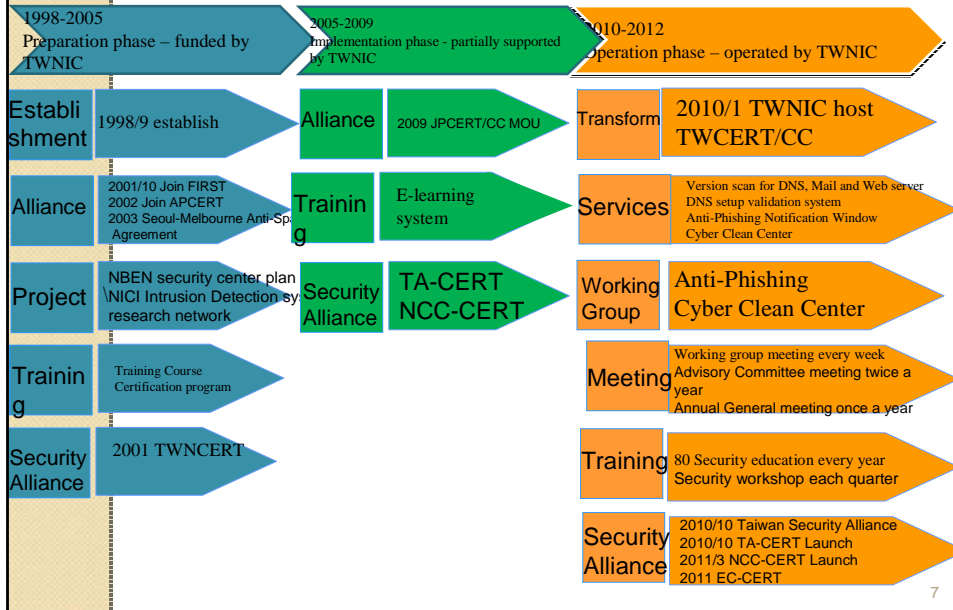 1998-2005
Preparation phase – funded by
TWNIC
2005-2009
Implementation phase - partially supported
by TWNIC
2010-2012
Operation phase – operated by TWNIC
Establi
shment
1998/9 establish
Alliance
2001/10 Join FIRST
2002 Join APCERT
2003 Seoul-Melbourne Anti-Spa
Agreement
Project
NBEN security center plan
\NICI Intrusion Detection sys
research network
Trainin
g
Training Course
Certification program
Security
Alliance
2001 TWNCERT
Alliance
2009 JPCERT/CC MOU
Trainin
g
E-learning
system
Security
Alliance
TA-CERT
NCC-CERT
Transform
2010/1 TWNIC host
TWCERT/CC
Services
Version scan for DNS, Mail and Web server
DNS setup validation system
Anti-Phishing Notification Window
Cyber Clean Center
Working
Group
Anti-Phishing
Cyber Clean Center
Meeting
Working group meeting every week
Advisory Committee meeting twice a
year
Annual General meeting once a year
Training
80 Security education every year
Security workshop each quarter
Security
Alliance
2010/10 Taiwan Security Alliance
2010/10 TA-CERT Launch
2011/3 NCC-CERT Launch
2011 EC-CERT
7